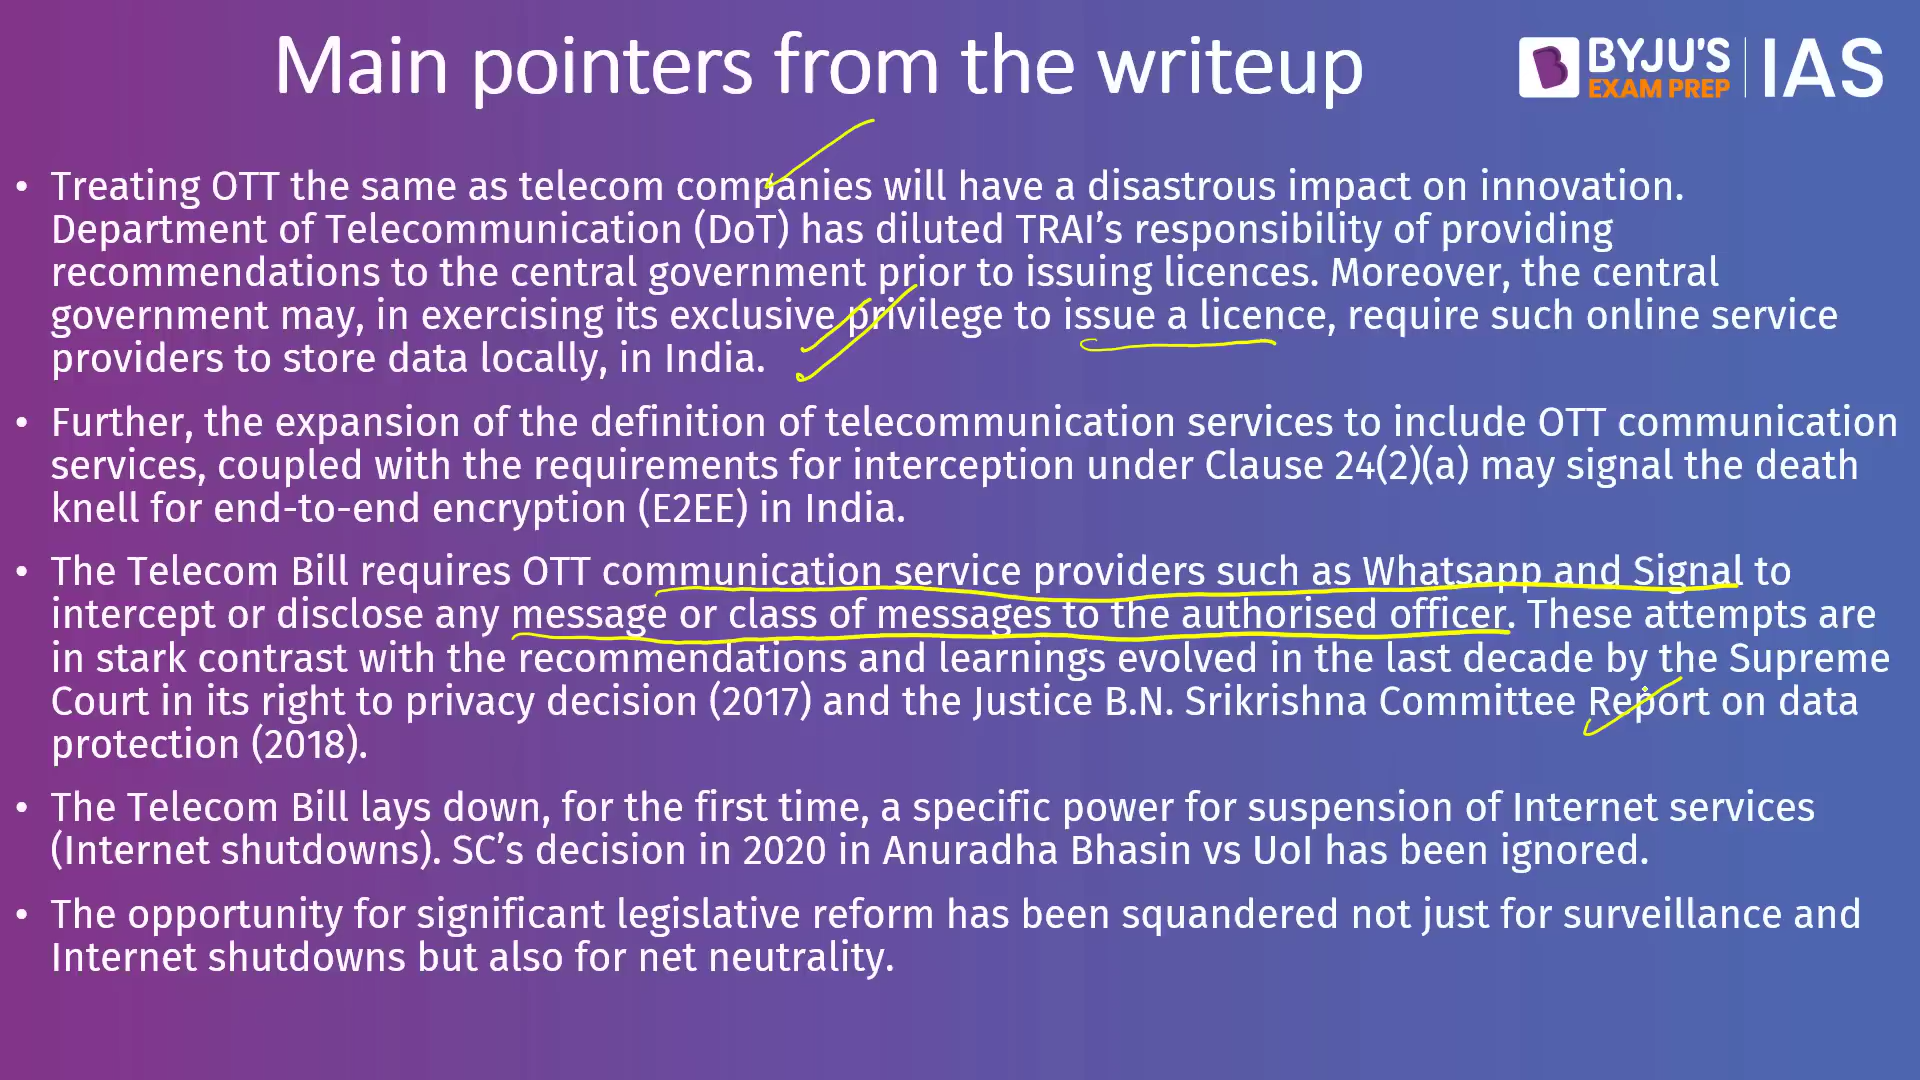 Main pointers from the writeup
BYJU'S
EXAM PREP
IAS
• Treating OTT the same as telecom companies will have a disastrous impact on innovation.
Department of Telecommunication (DoT) has diluted TRAI's responsibility of providing
recommendations to the central government prior to issuing licences. Moreover, the central
government may, in exercising its exclusive privilege to issue a licence, require such online service
providers to store data locally, in India.
• Further, the expansion of the definition of telecommunication services to include OTT communication
services, coupled with the requirements for interception under Clause 24(2)(a) may signal the death
knell for end-to-end encryption (E2EE) in India.
• The Telecom Bill requires OTT communication service providers such as Whatsapp and Signal to
intercept or disclose any message or class of messages to the authorised officer. These attempts are
in stark contrast with the recommendations and learnings evolved in the last decade by the Supreme
Court in its right to privacy decision (2017) and the Justice B.N. Srikrishna Committee Report on data
protection (2018).
• The Telecom Bill lays down, for the first time, a specific power for suspension of Internet services
(Internet shutdowns). SC's decision in 2020 in Anuradha Bhasin vs UoI has been ignored.
• The opportunity for significant legislative reform has been squandered not just for surveillance and
Internet shutdowns but also for net neutrality.